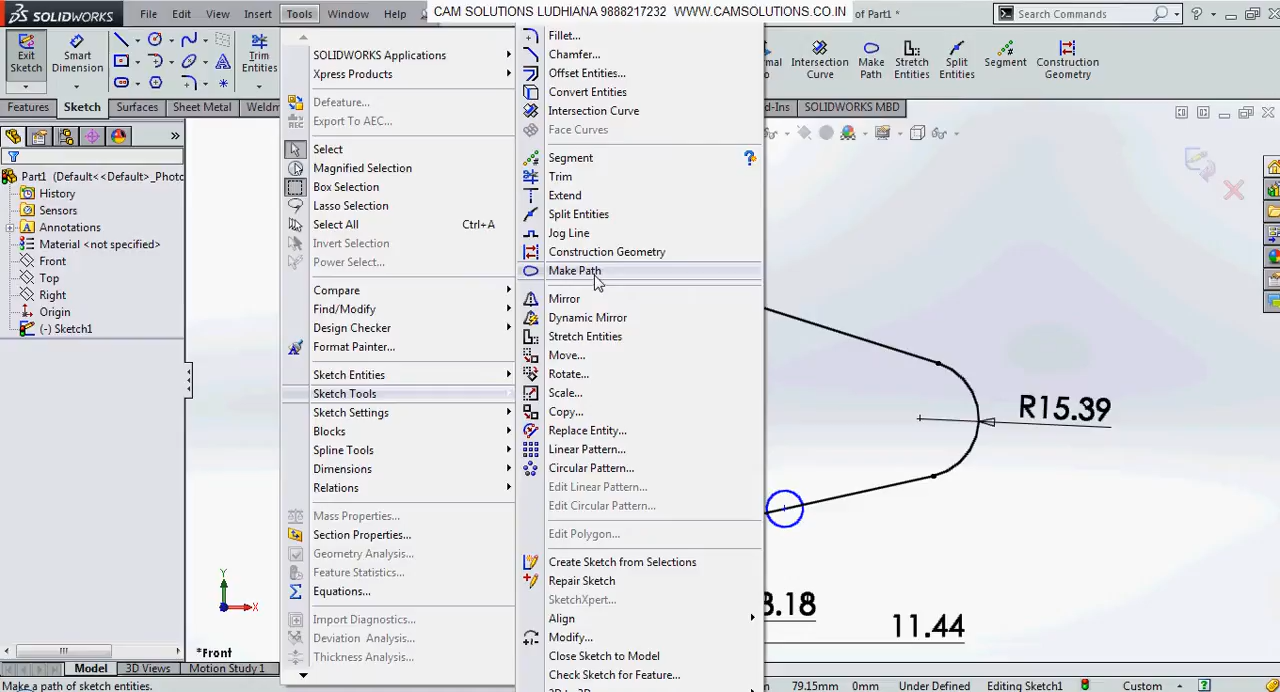 SOLIDWORKS File Edit View Insert Tools Window Help CAM SOLUTIONS LUDHIANA 9888217232 WWW.CAMSOLUTIONS.CO.IN of Part1 * Search Commands
Exit Sketch
Smart Dimension
Trim Entities
Intersection Curve
Make Path
Stretch Entities
Split Entities
Segment
Construction Geometry
Features Sketch Surfaces Sheet Metal SOLIDWORKS MBD
Part1 (Default<<Default>_Photo
History
Sensors
Annotations
Material <not specified>
Front
Top
Right
Origin
(-) Sketch1
SOLIDWORKS Applications
Xpress Products
Defeature...
Export To AEC...
Select
Magnified Selection
Box Selection
Lasso Selection
Select All Ctrl+A
Invert Selection
Power Select...
Compare
Find/Modify
Design Checker
Format Painter...
Sketch Entities
Sketch Tools
Sketch Settings
Blocks
Spline Tools
Dimensions
Relations
Mass Properties...
Section Properties...
Geometry Analysis...
Feature Statistics...
Equations...
Import Diagnostics...
Deviation Analysis...
Thickness Analysis...
Fillet...
Chamfer...
Offset Entities...
Convert Entities
Intersection Curve
Face Curves
Segment
Trim
Extend
Split Entities
Jog Line
Construction Geometry
Make Path
Mirror
Dynamic Mirror
Stretch Entities
Move...
Rotate...
Scale...
Copy...
Replace Entity...
Linear Pattern...
Circular Pattern...
Edit Linear Pattern...
Edit Circular Pattern...
Edit Polygon...
Create Sketch from Selections
Repair Sketch
SketchXpert...
Align
Modify...
Close Sketch to Model
Check Sketch for Feature...
R15.39
3.18
11.44
Y
X
*Front
Model 3D Views Motion Study 1
Make a path of sketch entities. 79.15mm 0mm Under Defined Editing Sketch1 Custom